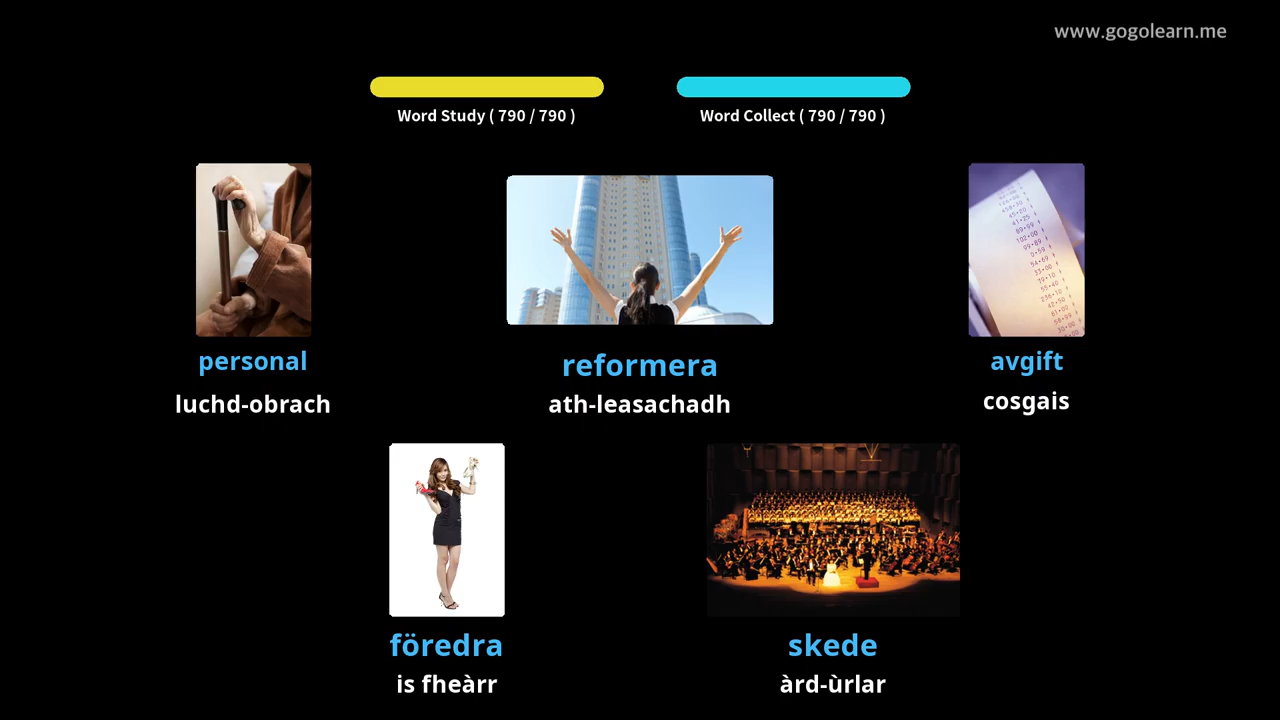 www.gogolearn.me
Word Study ( 790 / 790 )
Word Collect ( 790 / 790 )
personal
luchd-obrach
reformera
ath-leasachadh
avgift
cosgais
föredra
is fheàrr
skede
àrd-ùrlar